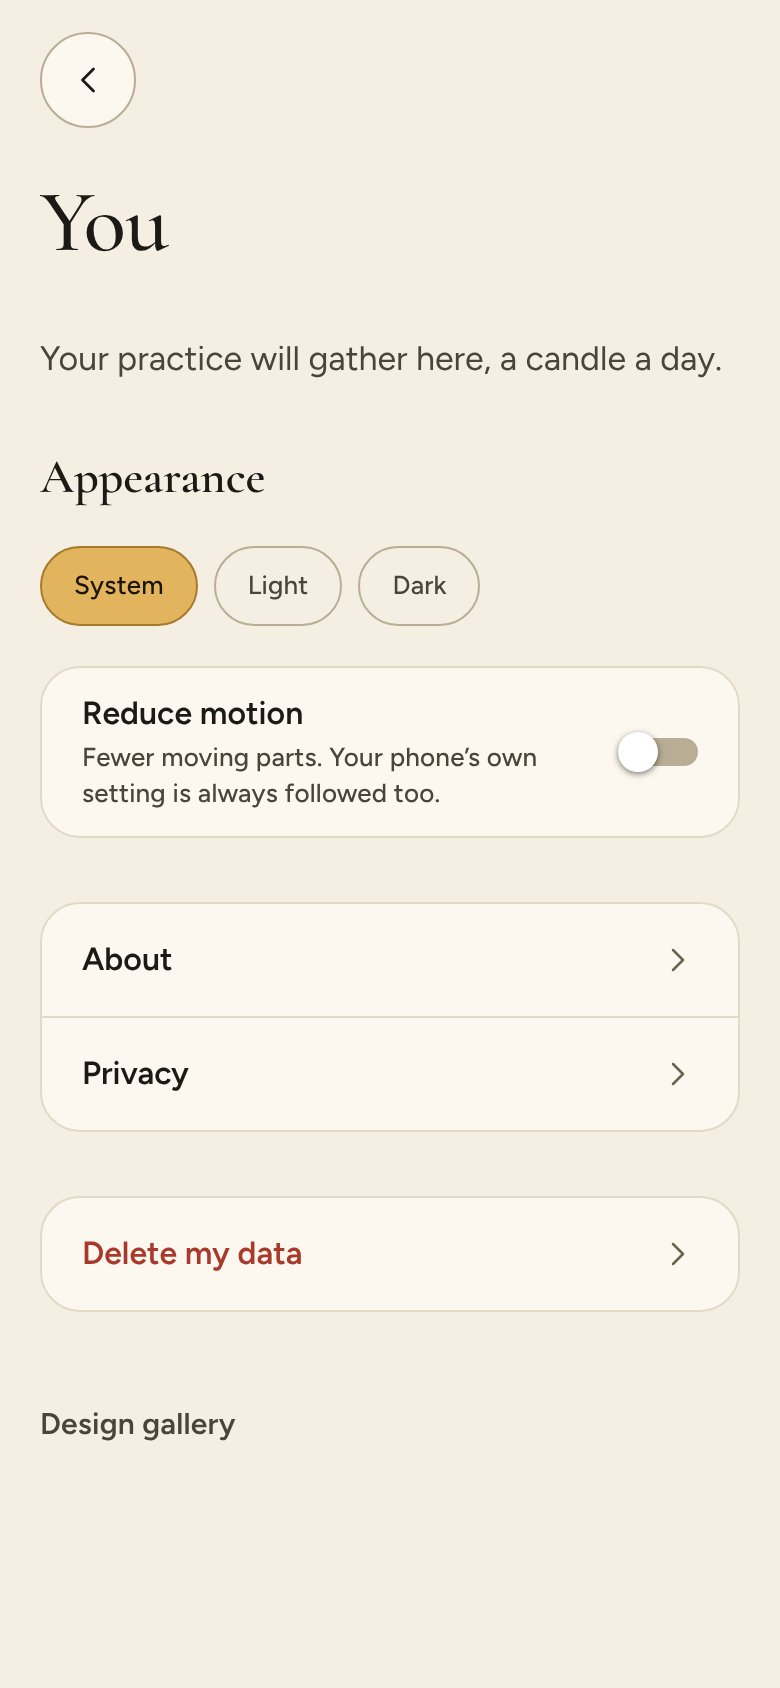 You
Your practice will gather here, a candle a day.
Appearance
System
Light
Dark
Reduce motion
Fewer moving parts. Your phone’s own
setting is always followed too.
About
Privacy
Delete my data
Design gallery